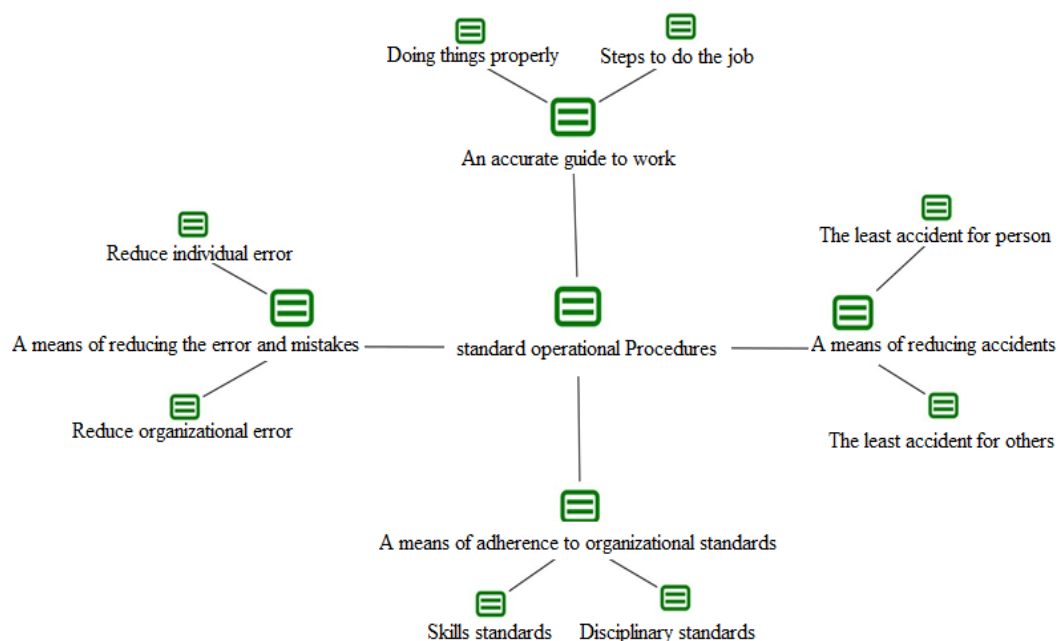 Doing things properly
Steps to do the job
An accurate guide to work
Reduce individual error
The least accident for person
A means of reducing the error and mistakes
standard operational Procedures
A means of reducing accidents
Reduce organizational error
The least accident for others
A means of adherence to organizational standards
Skills standards
Disciplinary standards